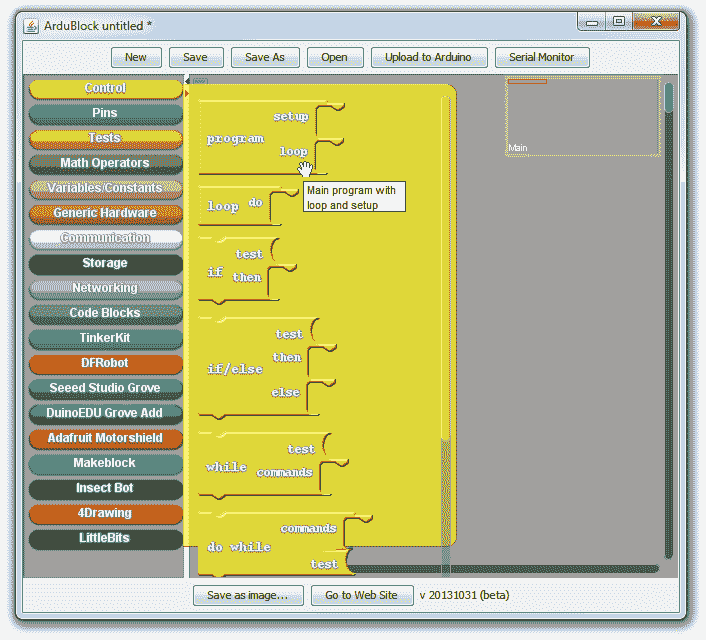 ArduBlock untitled *
New Save Save As Open Upload to Arduino Serial Monitor
Control
Pins
Tests
Math Operators
Variables/Constants
Generic Hardware
Communication
Storage
Networking
Code Blocks
TinkerKit
DFRobot
Seeed Studio Grove
DuinoEDU Grove Add
Adafruit Motorshield
Makeblock
Insect Bot
4Drawing
LittleBits
setup
program
loop
Main program with
loop and setup
loop do
test
if then
test
then
if/else
else
test
while commands
commands
do while
test
Main
Save as image... Go to Web Site v 20131031 (beta)